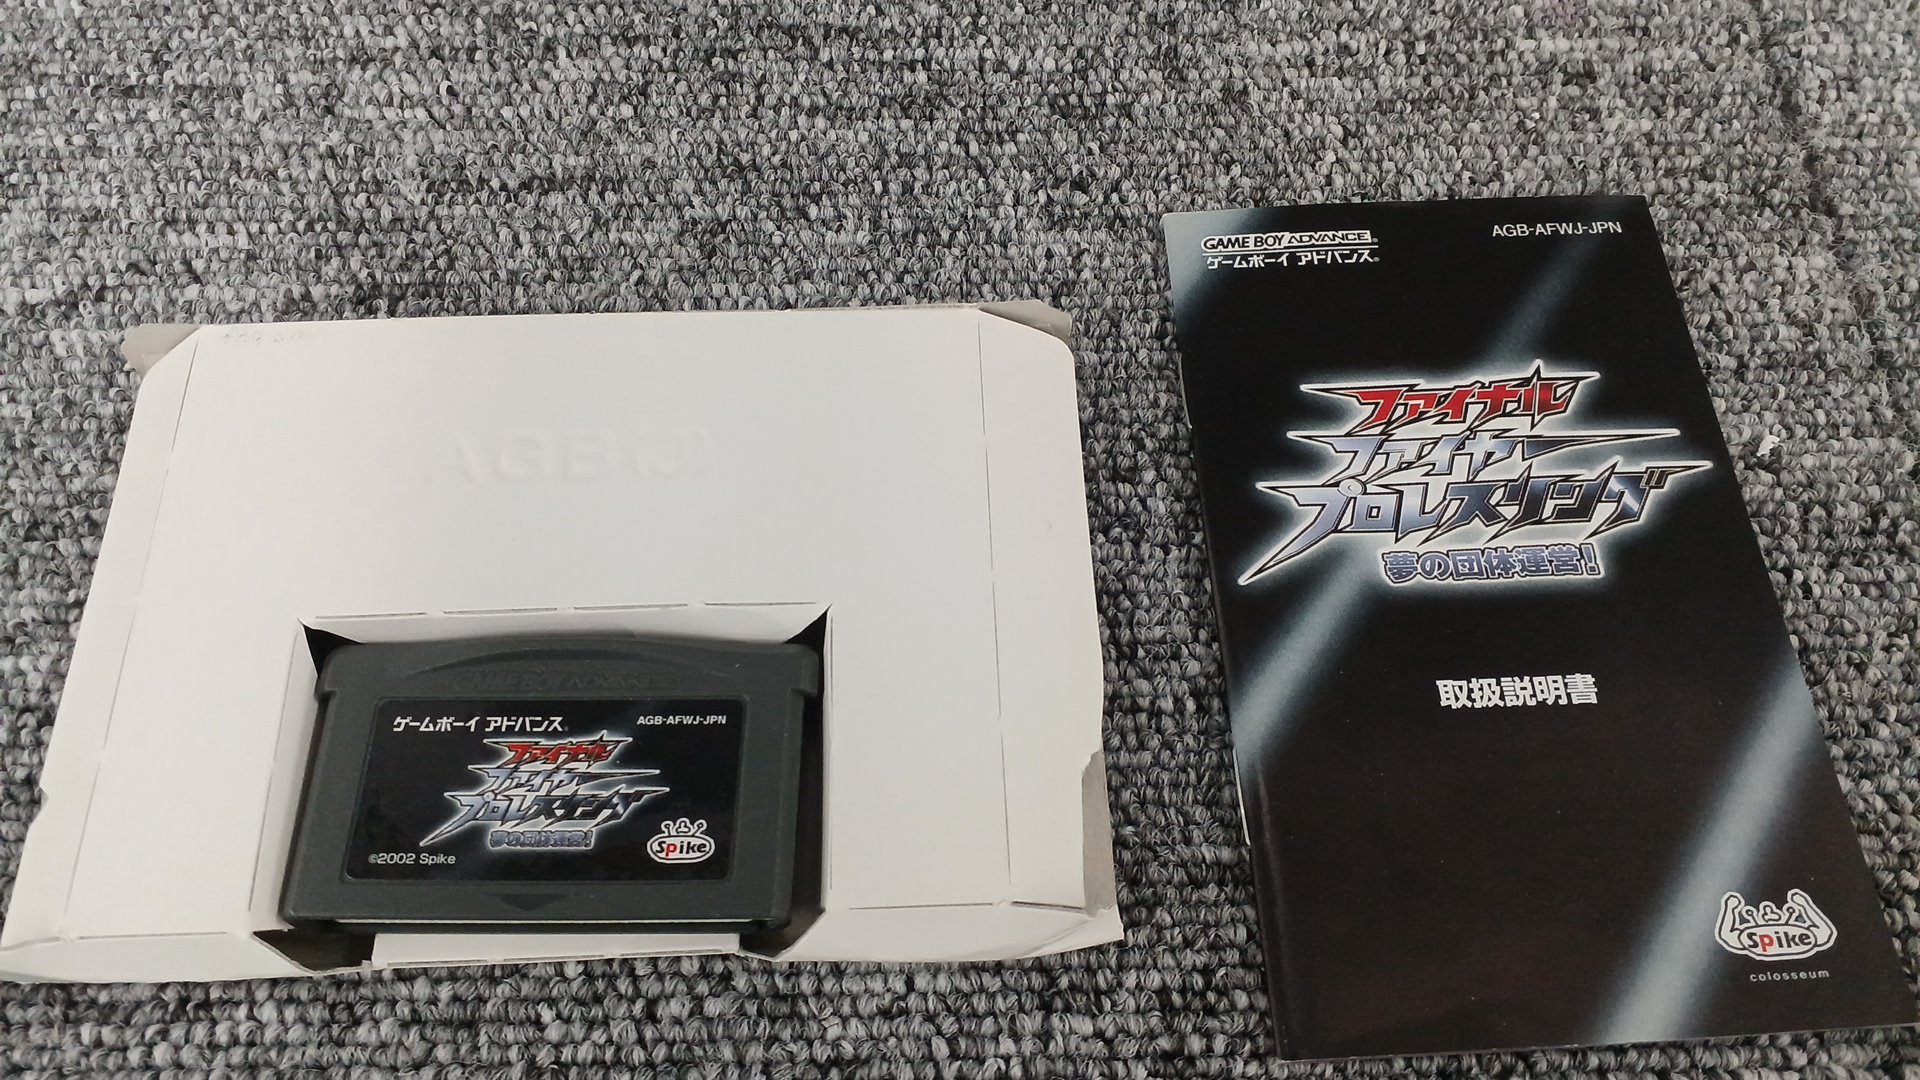 AGB
GAME BOY ADVANCE
ゲームボーイ アドバンス®
AGB-AFWJ-JPN
ファイナル
ファイヤー
プロレスリング
夢の団体運営!
©2002 Spike
Spike
GAME BOY ADVANCE®
ゲームボーイ アドバンス®
AGB-AFWJ-JPN
ファイナル
ファイヤー
プロレスリング
夢の団体運営!
取扱説明書
Spike
colosseum